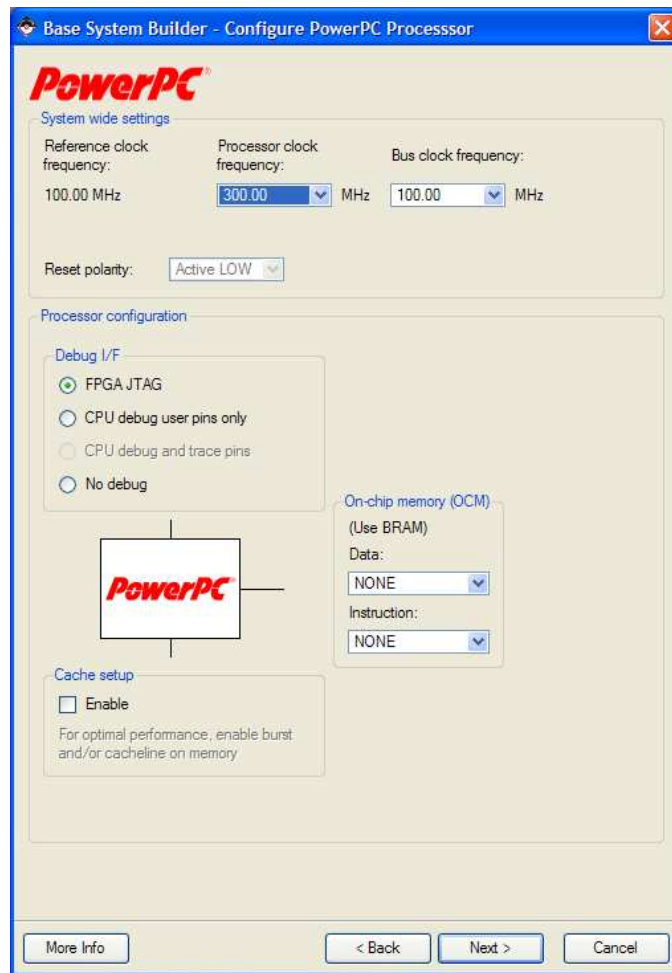 Base System Builder - Configure PowerPC Processsor
PowerPC®
System wide settings
Reference clock
frequency:
Processor clock
frequency:
Bus clock frequency:
100.00 MHz
300.00
MHz
100.00
MHz
Reset polarity:
Active LOW
Processor configuration
Debug I/F
FPGA JTAG
CPU debug user pins only
CPU debug and trace pins
No debug
On-chip memory (OCM)
(Use BRAM)
Data:
NONE
Instruction:
NONE
PowerPC
Cache setup
Enable
For optimal performance, enable burst
and/or cacheline on memory
More Info
< Back
Next >
Cancel